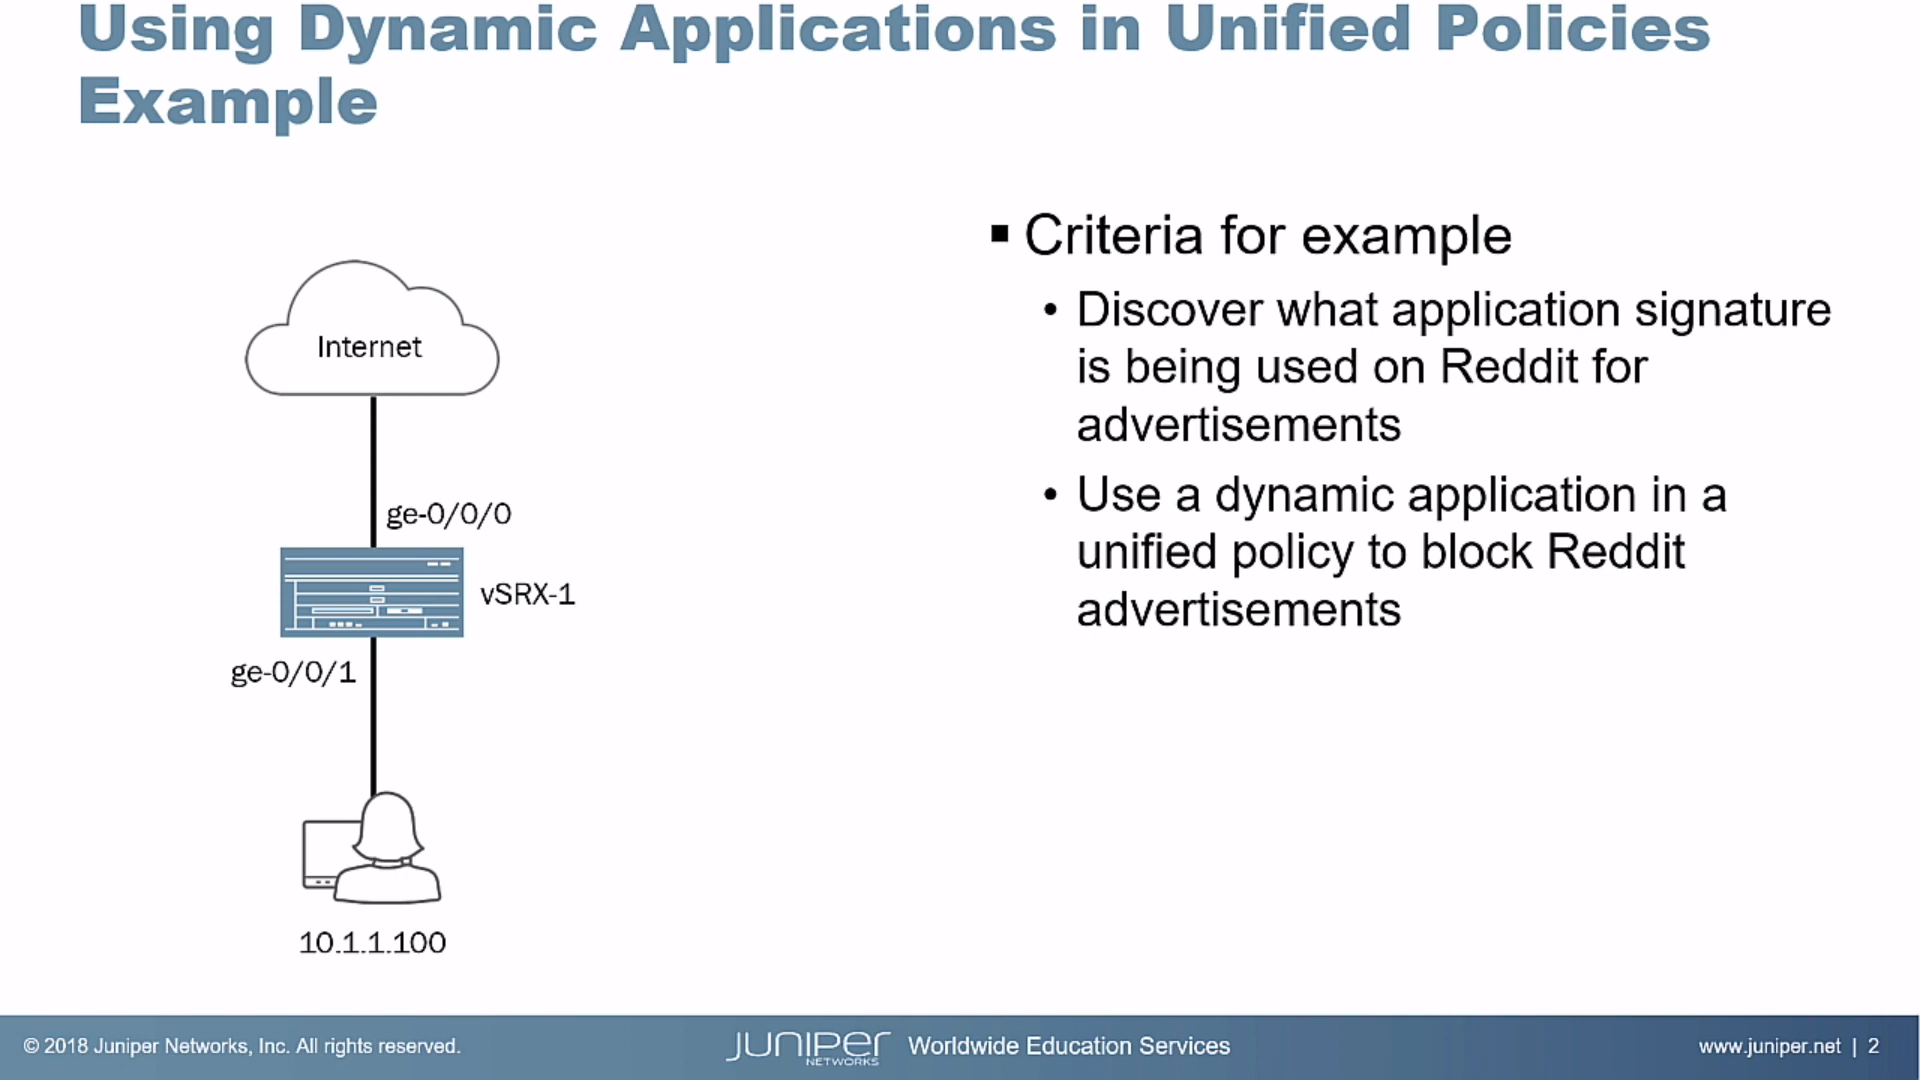 Using Dynamic Applications in Unified Policies
Example
Internet
ge-0/0/0
vSRX-1
ge-0/0/1
10.1.1.100
▪ Criteria for example
• Discover what application signature
is being used on Reddit for
advertisements
• Use a dynamic application in a
unified policy to block Reddit
advertisements
© 2018 Juniper Networks, Inc. All rights reserved.
JUNIPER
NETWORKS
Worldwide Education Services
www.juniper.net | 2